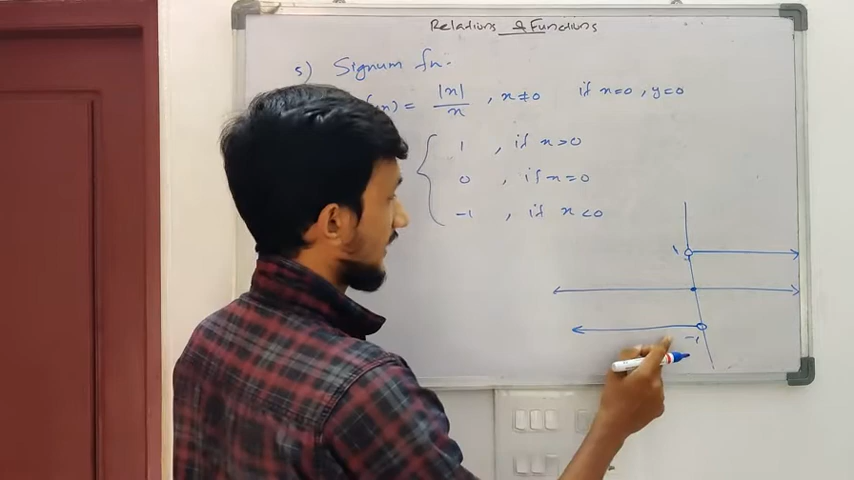 Relations & Functions
5) Signum fn:-
(x) = |x|/x , x≠0 if x=0, y=0
1 , if x>0
0 , if x=0
-1 , if x<0
1
-1